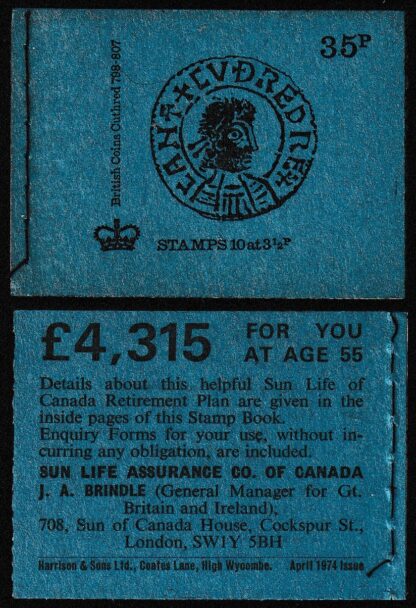 35P
British Coins Cuthred 798-807
CANT+CVÐREDREX
STAMPS 10 at 3½P
£4,315 FOR YOU
AT AGE 55
Details about this helpful Sun Life of
Canada Retirement Plan are given in the
inside pages of this Stamp Book.
Enquiry Forms for your use, without in-
curring any obligation, are included.
SUN LIFE ASSURANCE CO. OF CANADA
J. A. BRINDLE (General Manager for Gt.
Britain and Ireland),
708, Sun of Canada House, Cockspur St.,
London, SW1Y 5BH
Harrison & Sons Ltd., Coates Lane, High Wycombe. April 1974 Issue